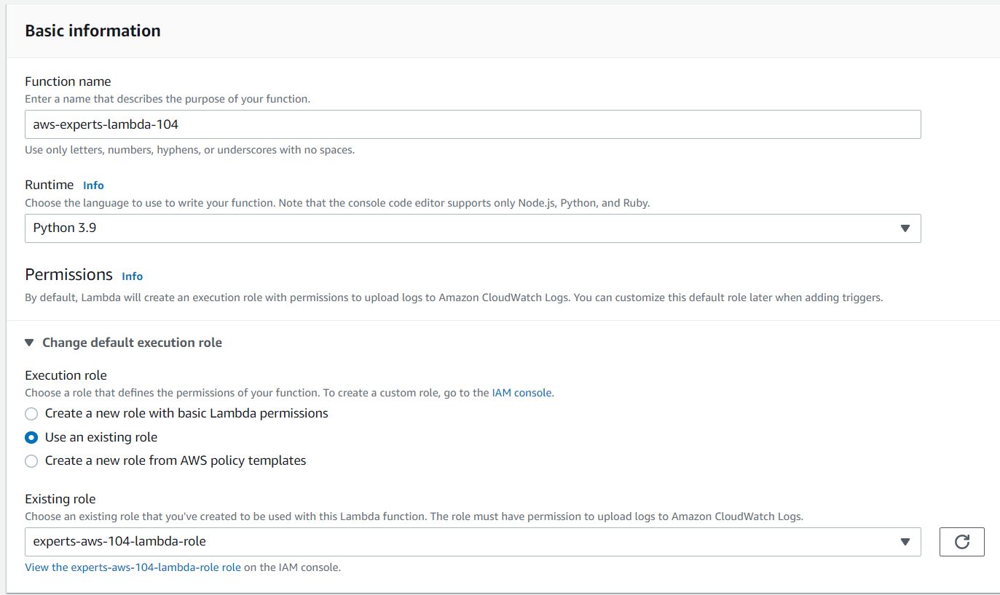 Basic information
Function name
Enter a name that describes the purpose of your function.
aws-experts-lambda-104
Use only letters, numbers, hyphens, or underscores with no spaces.
Runtime Info
Choose the language to use to write your function. Note that the console code editor supports only Node.js, Python, and Ruby.
Python 3.9
Permissions Info
By default, Lambda will create an execution role with permissions to upload logs to Amazon CloudWatch Logs. You can customize this default role later when adding triggers.
Change default execution role
Execution role
Choose a role that defines the permissions of your function. To create a custom role, go to the IAM console.
Create a new role with basic Lambda permissions
Use an existing role
Create a new role from AWS policy templates
Existing role
Choose an existing role that you've created to be used with this Lambda function. The role must have permission to upload logs to Amazon CloudWatch Logs.
experts-aws-104-lambda-role
View the experts-aws-104-lambda-role role on the IAM console.